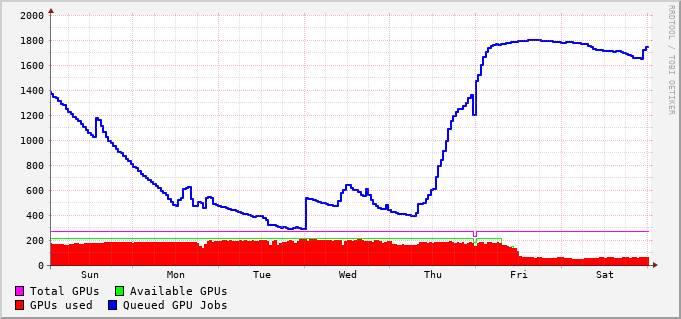 2000
1800
1600
1400
1200
1000
800
600
400
200
0
Sun Mon Tue Wed Thu Fri Sat
Total GPUs Available GPUs
GPUs used Queued GPU Jobs
RRDTOOL / TOBI OETIKER